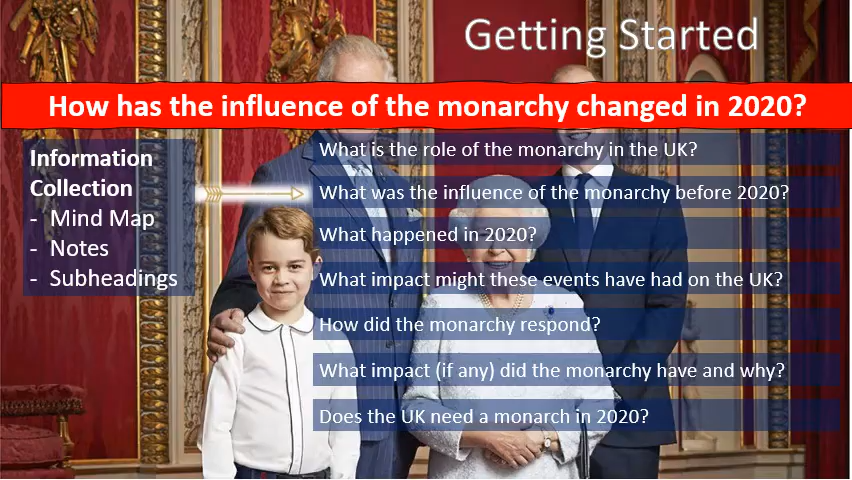 Getting Started
How has the influence of the monarchy changed in 2020?
Information
Collection
- Mind Map
- Notes
- Subheadings
What is the role of the monarchy in the UK?
What was the influence of the monarchy before 2020?
What happened in 2020?
What impact might these events have had on the UK?
How did the monarchy respond?
What impact (if any) did the monarchy have and why?
Does the UK need a monarch in 2020?